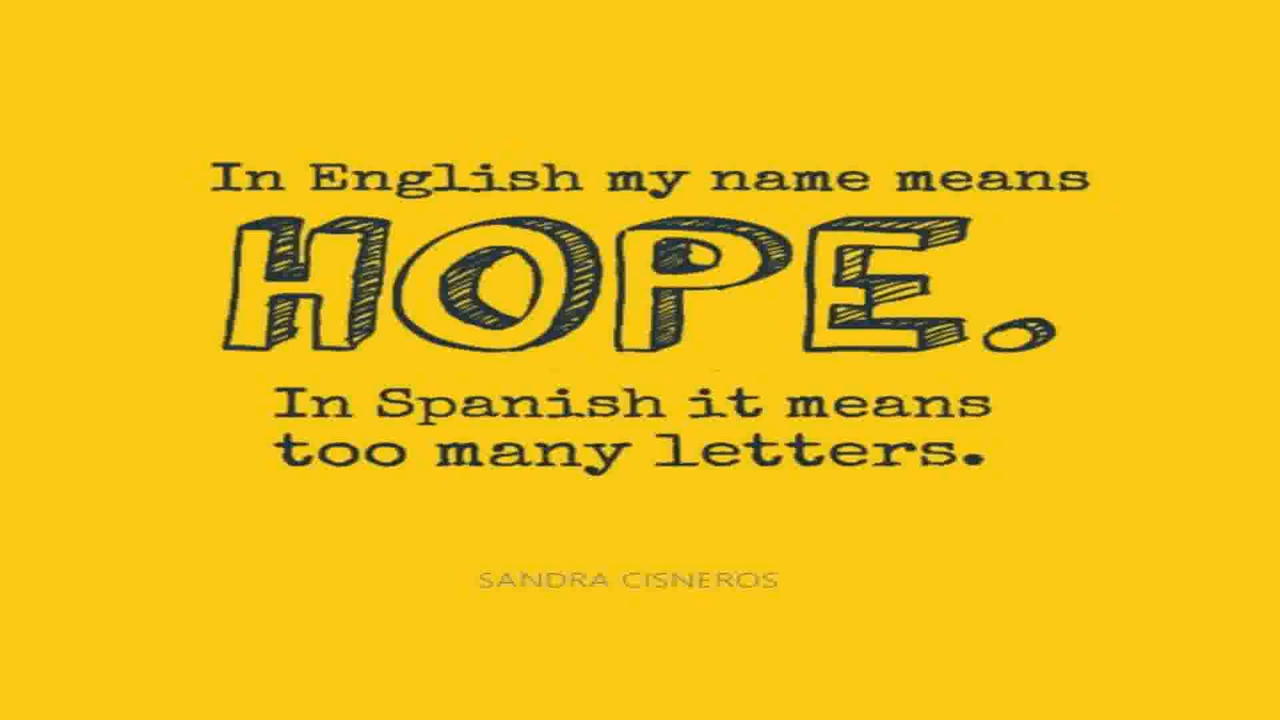 In English my name means
HOPE.
In Spanish it means
too many letters.
SANDRA CISNEROS